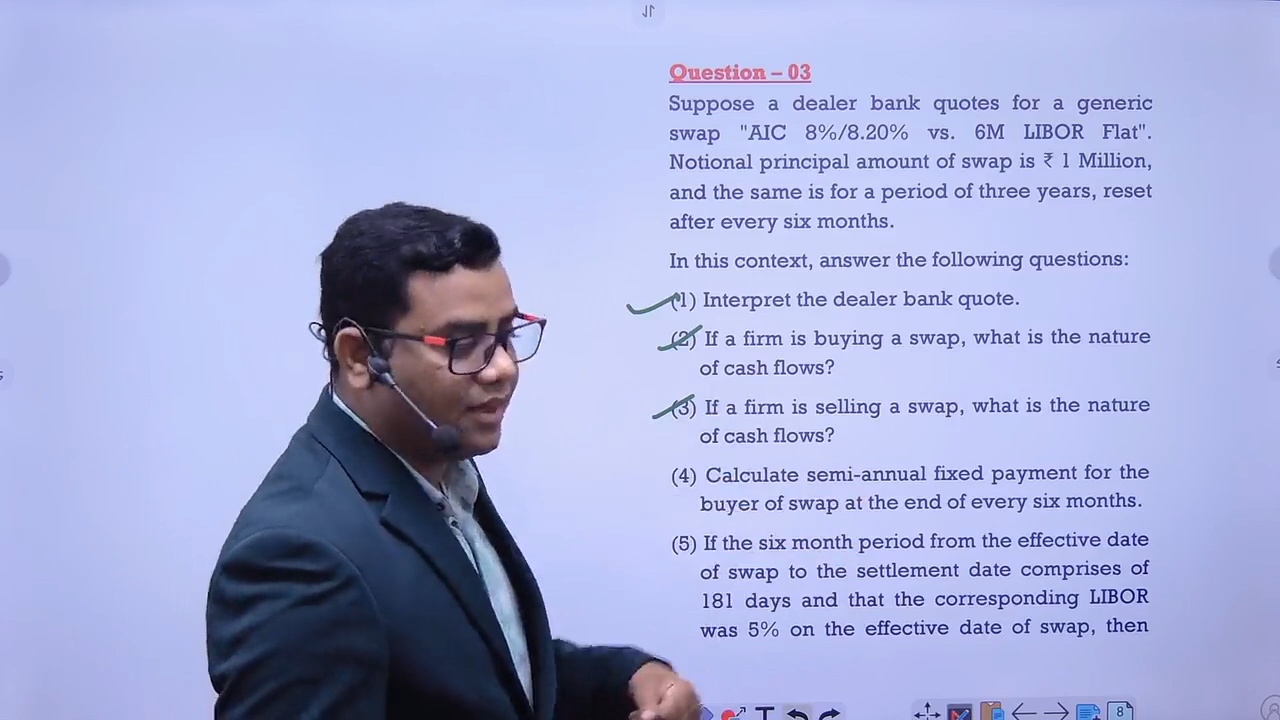 Question – 03
Suppose a dealer bank quotes for a generic
swap "AIC 8%/8.20% vs. 6M LIBOR Flat".
Notional principal amount of swap is ₹ 1 Million,
and the same is for a period of three years, reset
after every six months.
In this context, answer the following questions:
(1) Interpret the dealer bank quote.
(2) If a firm is buying a swap, what is the nature
of cash flows?
(3) If a firm is selling a swap, what is the nature
of cash flows?
(4) Calculate semi-annual fixed payment for the
buyer of swap at the end of every six months.
(5) If the six month period from the effective date
of swap to the settlement date comprises of
181 days and that the corresponding LIBOR
was 5% on the effective date of swap, then
T
8